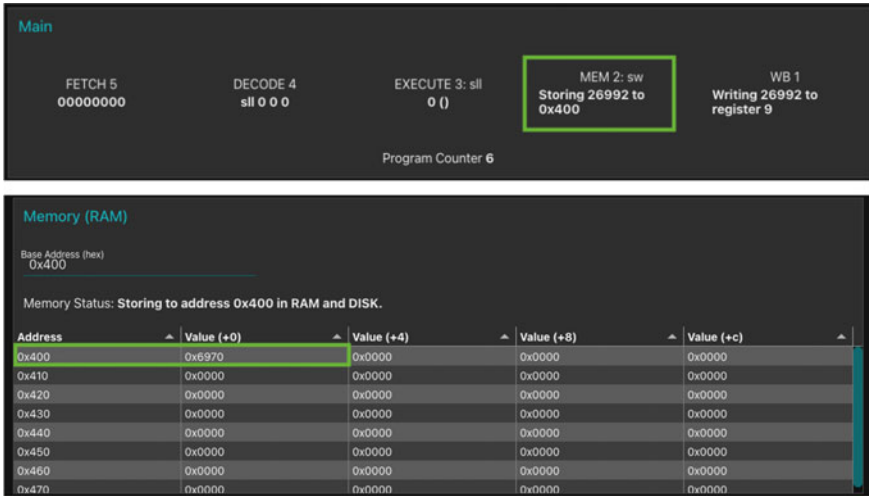 Main
FETCH 5
00000000
DECODE 4
sll 0 0 0
EXECUTE 3: sll
0 ()
MEM 2: sw
Storing 26992 to
0x400
WB 1
Writing 26992 to
register 9
Program Counter 6
Memory (RAM)
Base Address (hex)
0x400
Memory Status: Storing to address 0x400 in RAM and DISK.
Address Value (+0) Value (+4) Value (+8) Value (+c)
0x400 0x6970 0x0000 0x0000 0x0000
0x410 0x0000 0x0000 0x0000 0x0000
0x420 0x0000 0x0000 0x0000 0x0000
0x430 0x0000 0x0000 0x0000 0x0000
0x440 0x0000 0x0000 0x0000 0x0000
0x450 0x0000 0x0000 0x0000 0x0000
0x460 0x0000 0x0000 0x0000 0x0000
0x470 0x0000 0x0000 0x0000 0x0000